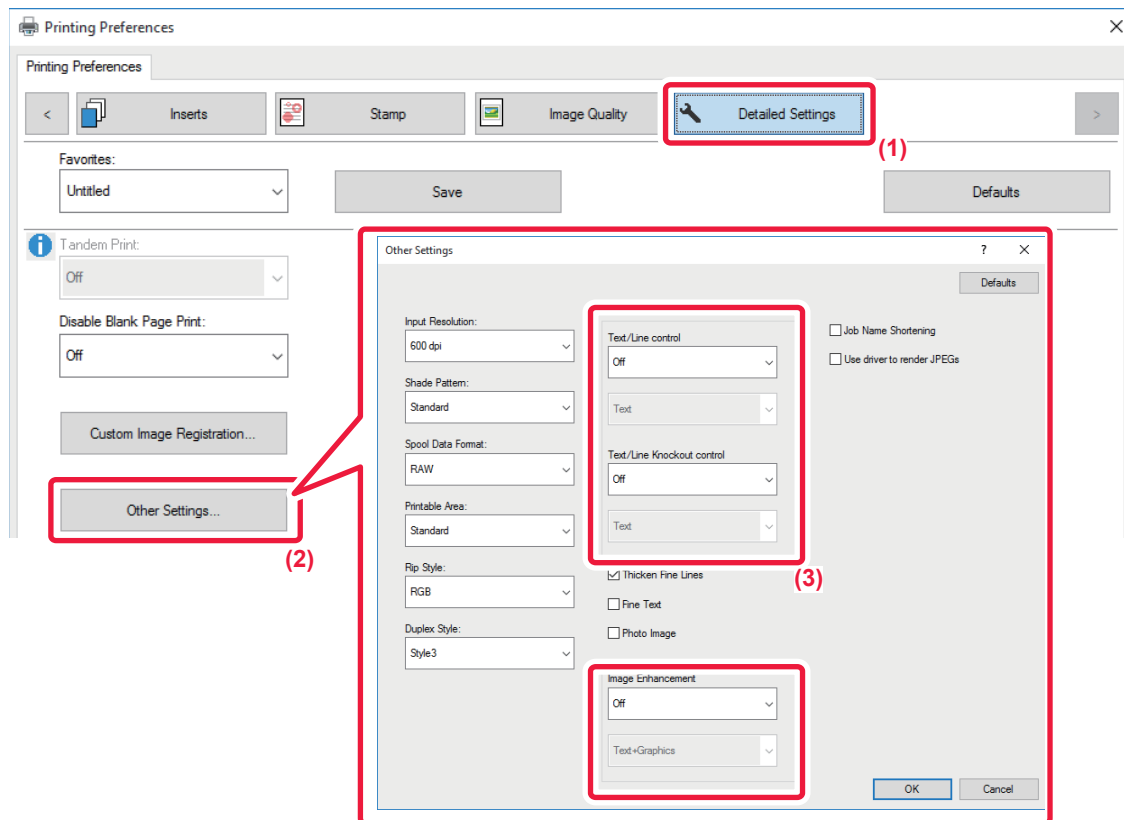 Printing Preferences
Printing Preferences
<
Inserts
Stamp
Image Quality
Detailed Settings
>
(1)
Favorites:
Untitled
Save
Defaults
Tandem Print:
Off
Disable Blank Page Print:
Off
Custom Image Registration...
Other Settings...
(2)
Other Settings
?
Defaults
Input Resolution:
600 dpi
Shade Pattern:
Standard
Spool Data Format:
RAW
Printable Area:
Standard
Rip Style:
RGB
Duplex Style:
Style3
Text/Line control
Off
Text
Text/Line Knockout control
Off
Text
(3)
Thicken Fine Lines
Fine Text
Photo Image
Image Enhancement
Off
Text+Graphics
Job Name Shortening
Use driver to render JPEGs
OK
Cancel